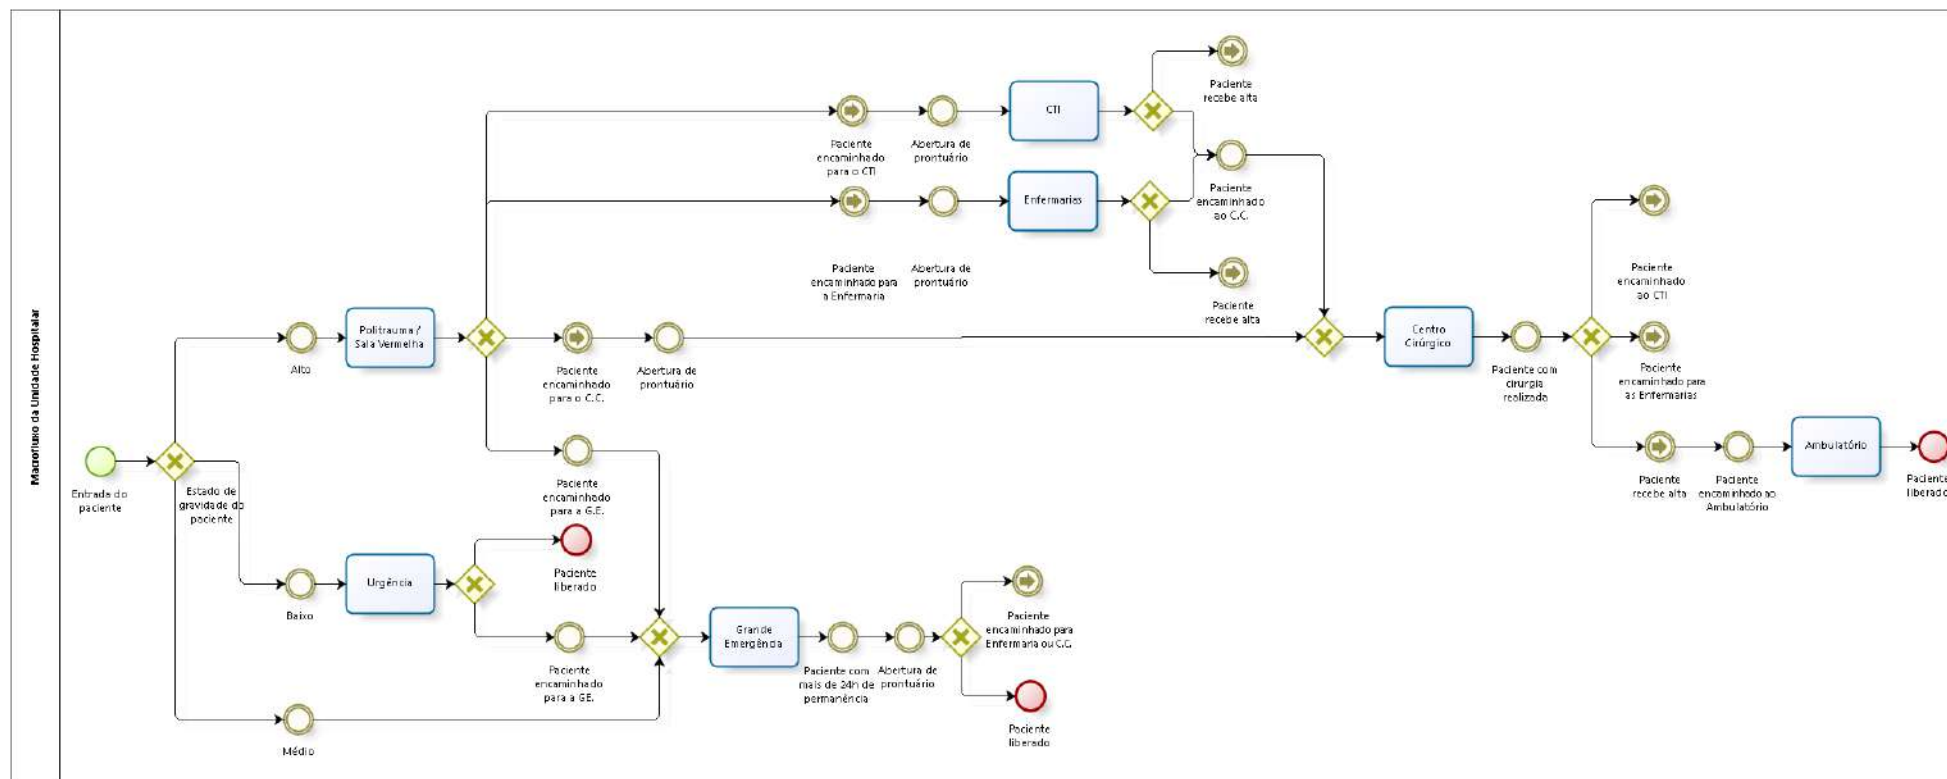 Macrofluxo da Unidade Hospitalar
Entrada do
paciente
Estado de
gravidade do
paciente
Alto
Politrauma /
Sala Vermelha
Paciente
encaminhado
para o CTI
Abertura de
prontuário
CTI
Paciente
recebe alta
Paciente
encaminhado para
a Enfermaria
Abertura de
prontuário
Enfermarias
Paciente
encaminhado
ao C.C.
Paciente
recebe alta
Paciente
encaminhado
para o C.C.
Abertura de
prontuário
Centro
Cirúrgico
Paciente com
cirurgia
realizada
Paciente
encaminhado
ao CTI
Paciente
encaminhado para
as Enfermarias
Paciente
recebe alta
Paciente
encaminhado ao
Ambulatório
Ambulatório
Paciente
liberado
Paciente
encaminhado
para a G.E.
Baixo
Urgência
Paciente
liberado
Paciente
encaminhado
para a GE.
Grande
Emergência
Paciente com
mais de 24h de
permanência
Abertura de
prontuário
Paciente
encaminhado para
Enfermaria ou C.C.
Paciente
liberado
Médio